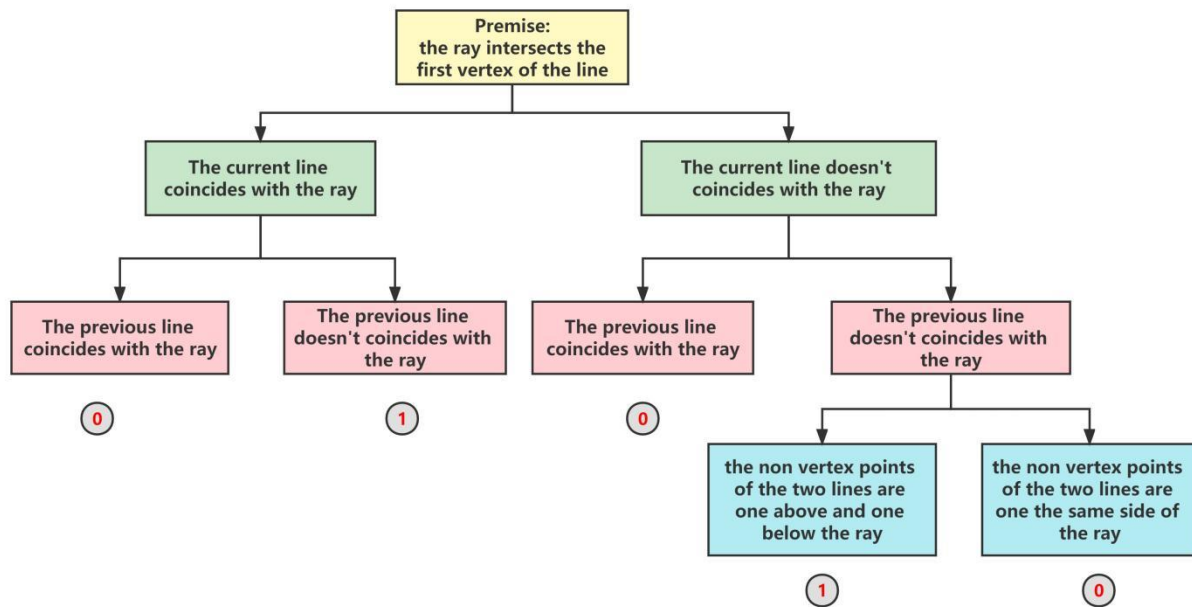 Premise:
the ray intersects the
first vertex of the line
The current line
coincides with the ray
The current line doesn't
coincides with the ray
The previous line
coincides with the ray
The previous line
doesn't coincides with
the ray
The previous line
coincides with the ray
The previous line
doesn't coincides with
the ray
0
1
0
the non vertex points
of the two lines are
one above and one
below the ray
the non vertex points
of the two lines are
one the same side of
the ray
1
0